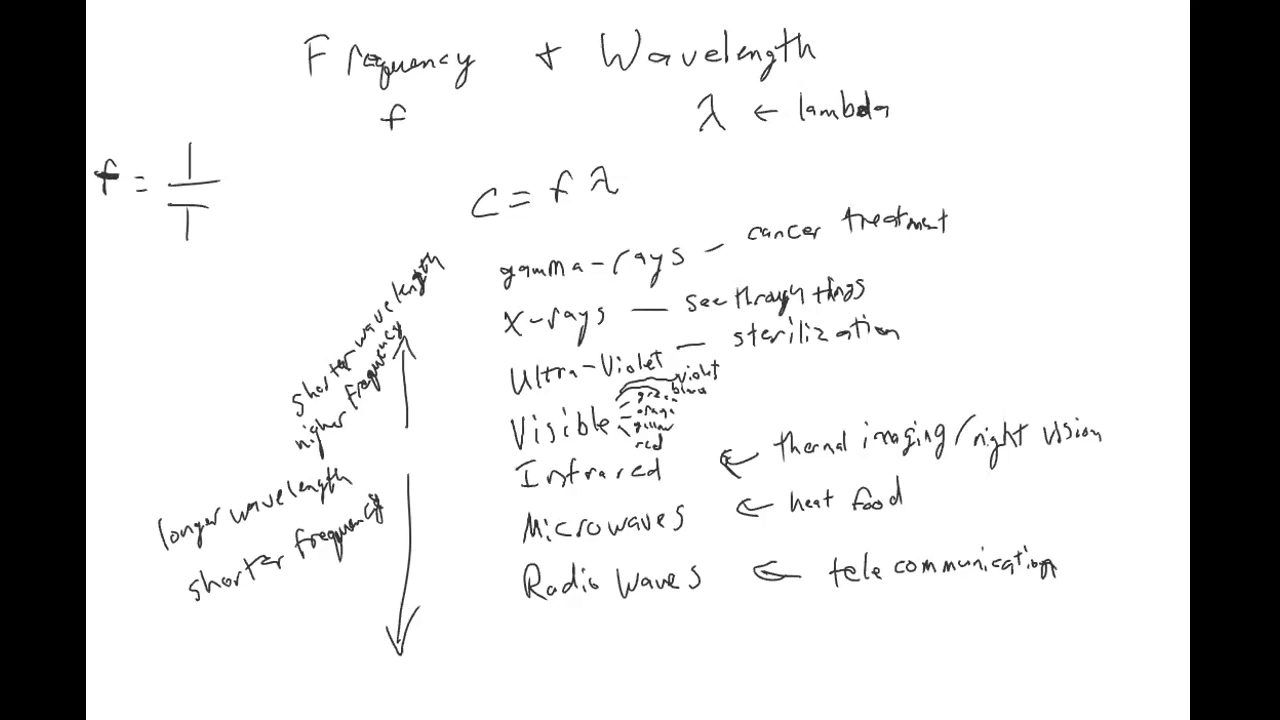 Frequency + Wavelength
f λ ← lambda
f = 1/T
c = f λ
gamma-rays - cancer treatment
x-rays — see through things
Ultra-Violet — sterilization
violet
blue
green
orange
yellow
red
Visible
Infrared ← thermal imaging/night vision
Microwaves ← heat food
Radio Waves ← tele communication
shorter wavelength
higher frequency
longer wavelength
shorter frequency